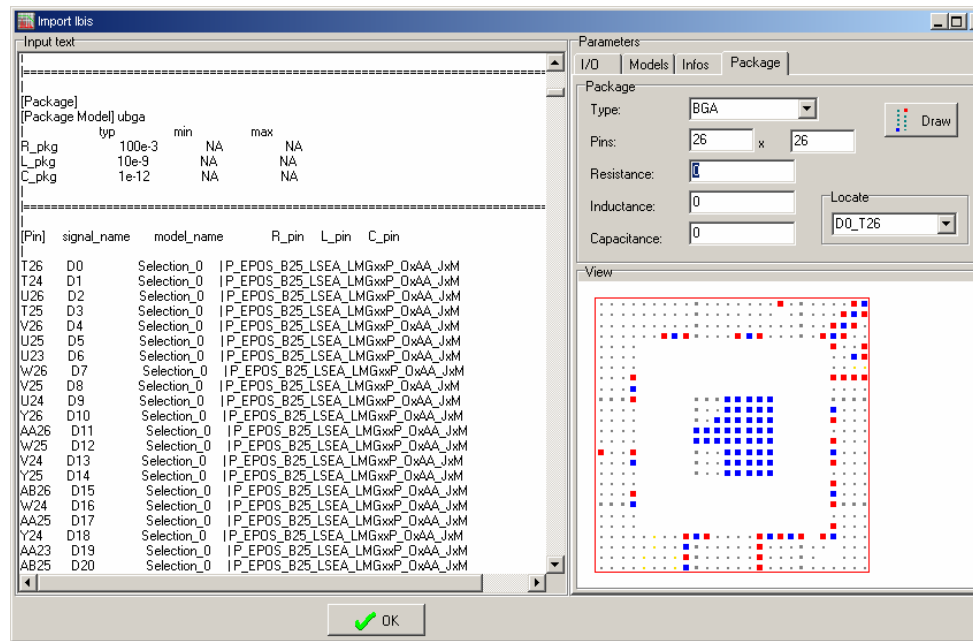 Import Ibis
Input text
|
|==================================================
|
[Package]
[Package Model] ubga
| typ min max
R_pkg 100e-3 NA NA
L_pkg 10e-9 NA NA
C_pkg 1e-12 NA NA
|
|==================================================
|
[Pin] signal_name model_name R_pin L_pin C_pin
|
T26 D0 Selection_0 |P_EPOS_B25_LSEA_LMGxxP_OxAA_JxM
T24 D1 Selection_0 |P_EPOS_B25_LSEA_LMGxxP_OxAA_JxM
U26 D2 Selection_0 |P_EPOS_B25_LSEA_LMGxxP_OxAA_JxM
T25 D3 Selection_0 |P_EPOS_B25_LSEA_LMGxxP_OxAA_JxM
V26 D4 Selection_0 |P_EPOS_B25_LSEA_LMGxxP_OxAA_JxM
U25 D5 Selection_0 |P_EPOS_B25_LSEA_LMGxxP_OxAA_JxM
U23 D6 Selection_0 |P_EPOS_B25_LSEA_LMGxxP_OxAA_JxM
W26 D7 Selection_0 |P_EPOS_B25_LSEA_LMGxxP_OxAA_JxM
V25 D8 Selection_0 |P_EPOS_B25_LSEA_LMGxxP_OxAA_JxM
U24 D9 Selection_0 |P_EPOS_B25_LSEA_LMGxxP_OxAA_JxM
Y26 D10 Selection_0 |P_EPOS_B25_LSEA_LMGxxP_OxAA_JxM
AA26 D11 Selection_0 |P_EPOS_B25_LSEA_LMGxxP_OxAA_JxM
W25 D12 Selection_0 |P_EPOS_B25_LSEA_LMGxxP_OxAA_JxM
V24 D13 Selection_0 |P_EPOS_B25_LSEA_LMGxxP_OxAA_JxM
Y25 D14 Selection_0 |P_EPOS_B25_LSEA_LMGxxP_OxAA_JxM
AB26 D15 Selection_0 |P_EPOS_B25_LSEA_LMGxxP_OxAA_JxM
W24 D16 Selection_0 |P_EPOS_B25_LSEA_LMGxxP_OxAA_JxM
AA25 D17 Selection_0 |P_EPOS_B25_LSEA_LMGxxP_OxAA_JxM
Y24 D18 Selection_0 |P_EPOS_B25_LSEA_LMGxxP_OxAA_JxM
AA23 D19 Selection_0 |P_EPOS_B25_LSEA_LMGxxP_OxAA_JxM
AB25 D20 Selection_0 |P_EPOS_B25_LSEA_LMGxxP_OxAA_JxM
Parameters
I/O Models Infos Package
Package
Type: BGA
Draw
Pins: 26 x 26
Resistance: 0
Inductance: 0
Locate
D0_T26
Capacitance: 0
View
OK